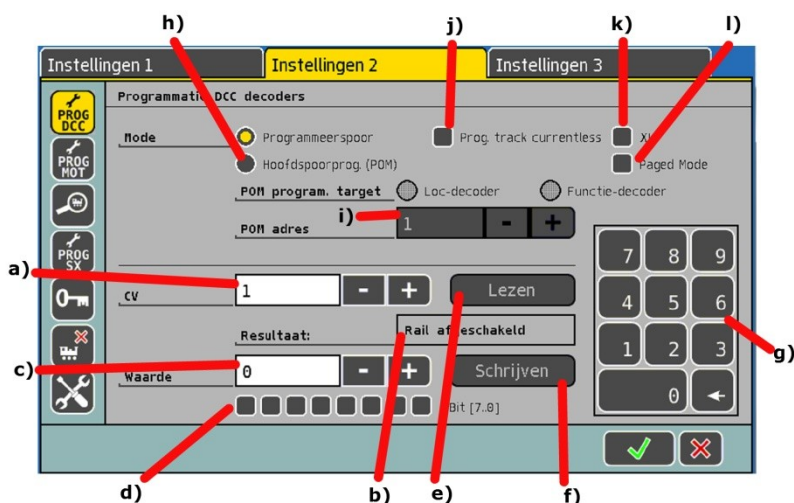 h) j) k) l)
Instellingen 1 Instellingen 2 Instellingen 3
Programmatie DCC decoders
PROG DCC
Mode Programmeerspoor Prog. track currentless
PROG MOT
Hoofdspoorprog. (POM) Paged Mode
POM program. target Loc-decoder Functie-decoder
i)
POM adres 1 - +
PROG SX
7 8 9
a)
CV 1 - + Lezen
4 5 6
Resultaat: Rail afgeschakeld
g)
1 2 3
c)
Waarde 0 - + Schrijven
0
Bit [7..0]
d) b) e) f)